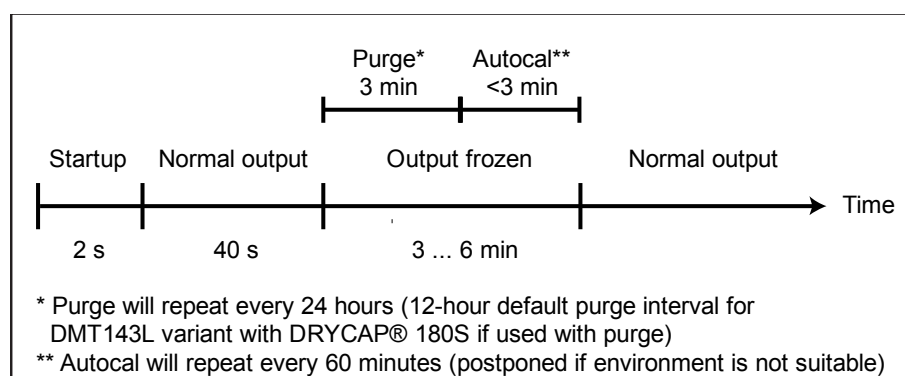 Purge* Autocal**
3 min <3 min
Startup Normal output Output frozen Normal output
Time
2 s 40 s 3 ... 6 min
* Purge will repeat every 24 hours (12-hour default purge interval for
DMT143L variant with DRYCAP® 180S if used with purge)
** Autocal will repeat every 60 minutes (postponed if environment is not suitable)